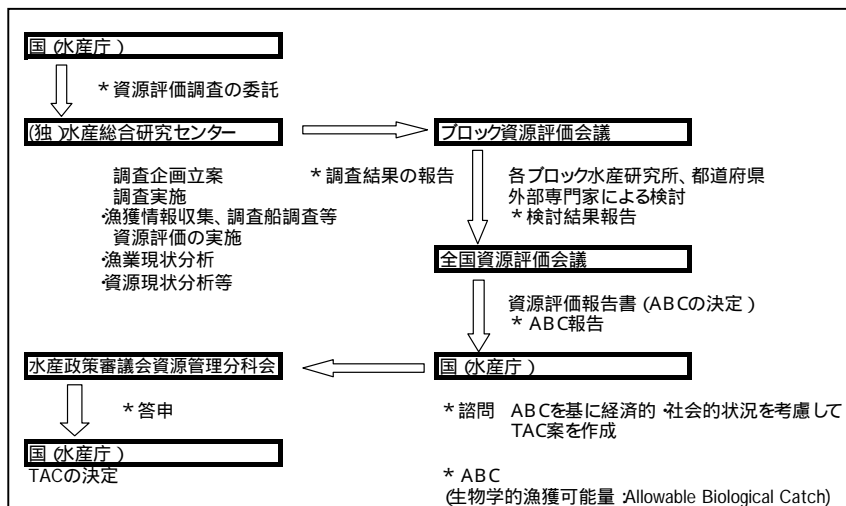 国(水産庁)
*資源評価調査の委託
(独)水産総合研究センター
調査企画立案
調査実施
・漁獲情報収集、調査船調査等
資源評価の実施
・漁業現状分析
・資源現状分析等
*調査結果の報告
ブロック資源評価会議
各ブロック水産研究所、都道府県
外部専門家による検討
*検討結果報告
全国資源評価会議
資源評価報告書(ABCの決定)
*ABC報告
国(水産庁)
*諮問 ABCを基に経済的・社会的状況を考慮して
TAC案を作成
水産政策審議会資源管理分科会
*答申
国(水産庁)
TACの決定
*ABC
(生物学的漁獲可能量:Allowable Biological Catch)